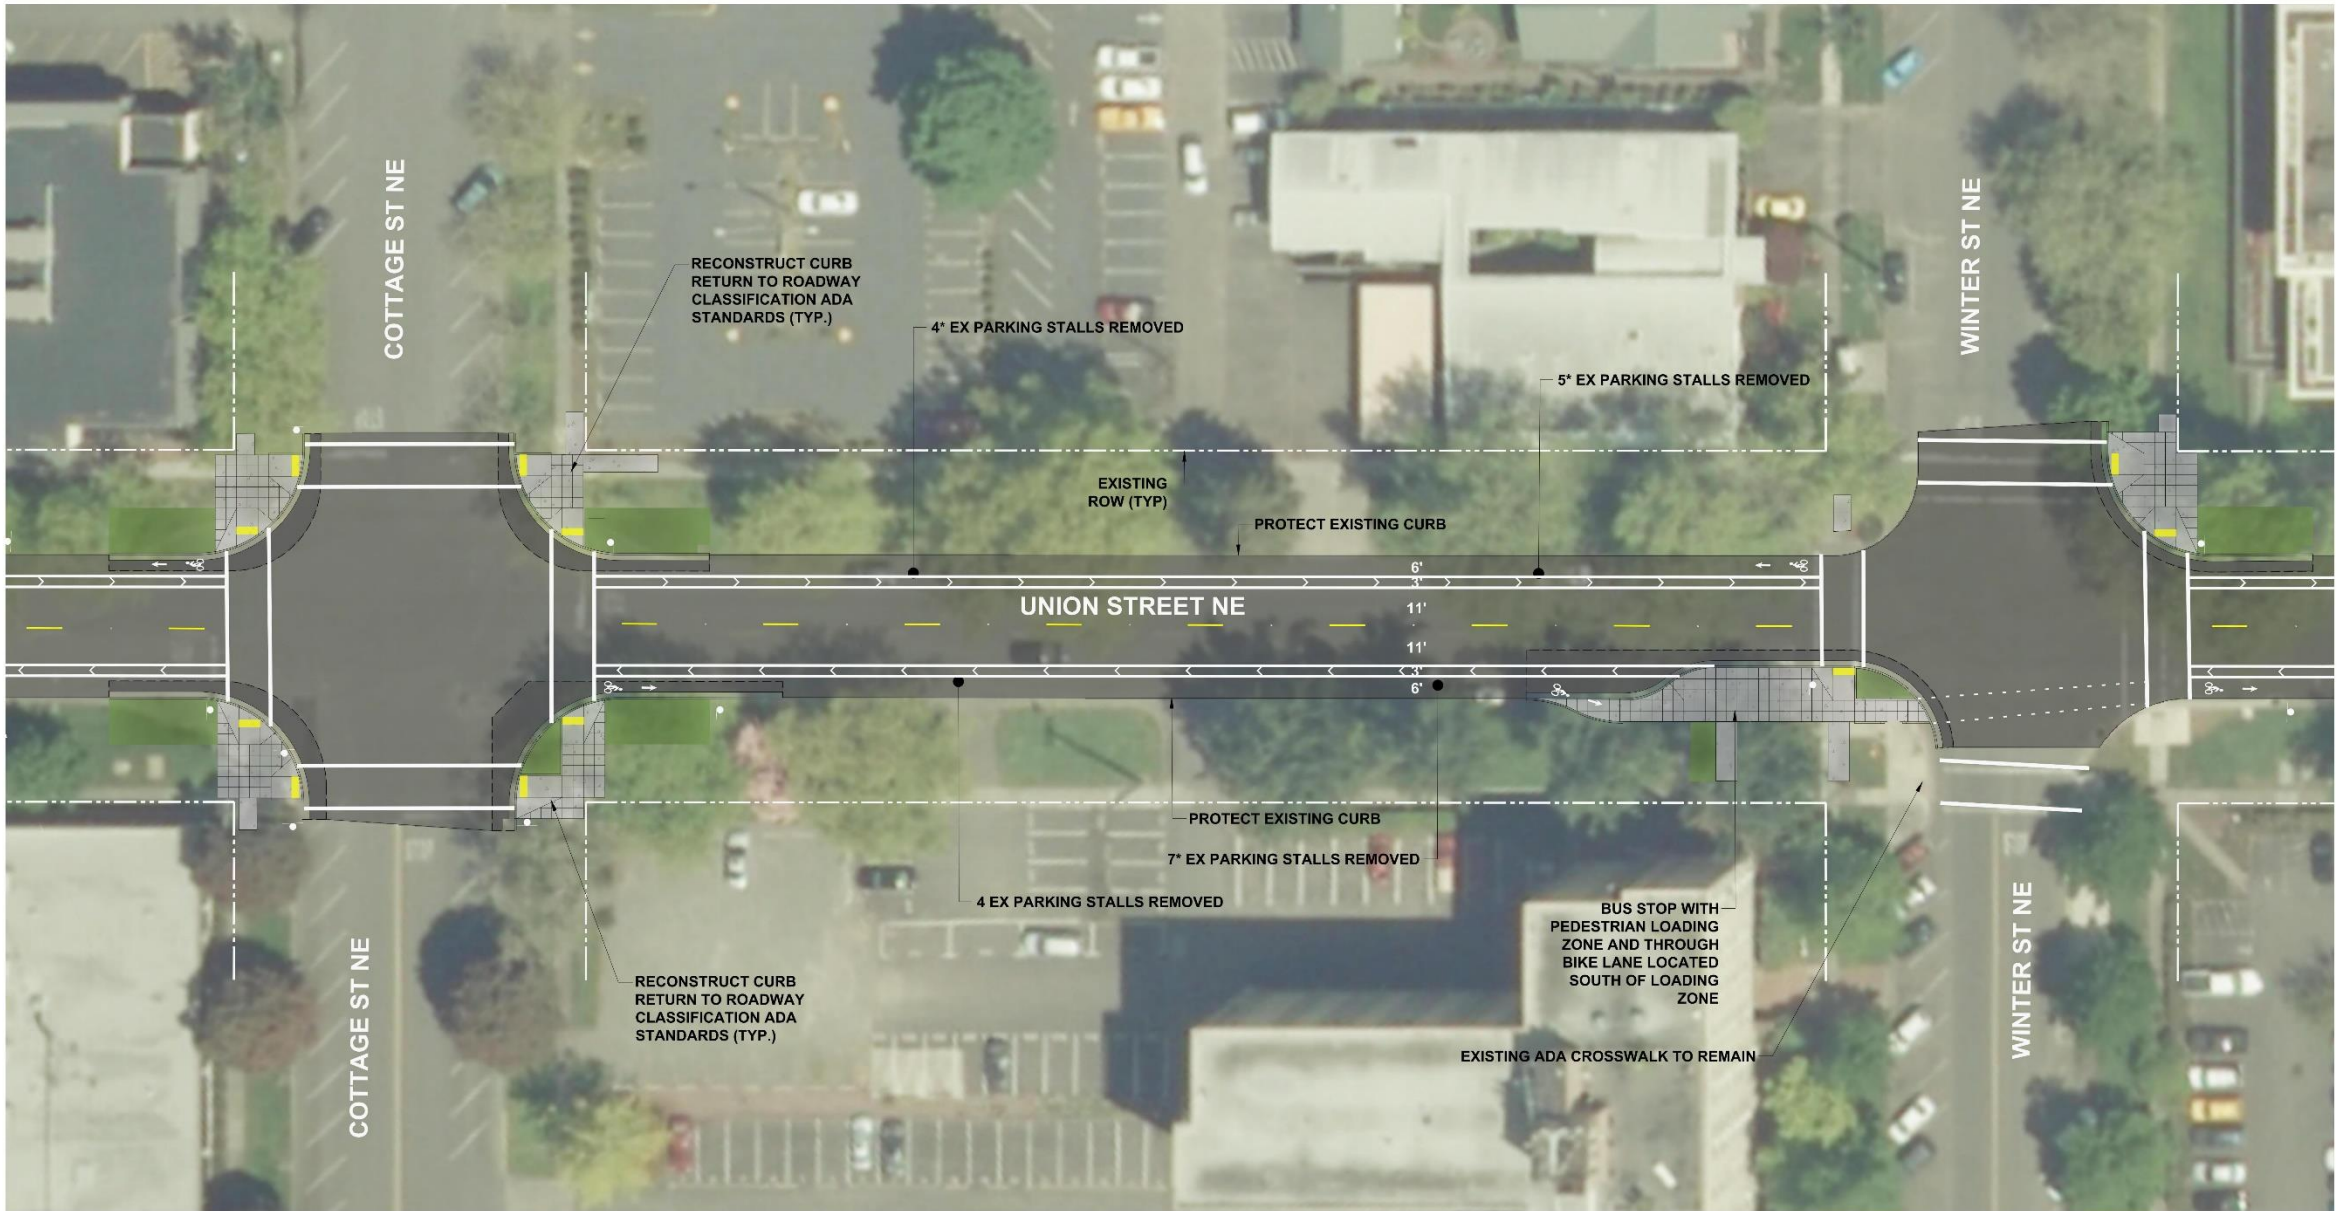 COTTAGE ST NE
WINTER ST NE
RECONSTRUCT CURB
RETURN TO ROADWAY
CLASSIFICATION ADA
STANDARDS (TYP.)
4* EX PARKING STALLS REMOVED
5* EX PARKING STALLS REMOVED
EXISTING
ROW (TYP)
PROTECT EXISTING CURB
6'
3'
UNION STREET NE
11'
11'
3'
6'
PROTECT EXISTING CURB
7* EX PARKING STALLS REMOVED
4 EX PARKING STALLS REMOVED
BUS STOP WITH
PEDESTRIAN LOADING
ZONE AND THROUGH
BIKE LANE LOCATED
SOUTH OF LOADING
ZONE
RECONSTRUCT CURB
RETURN TO ROADWAY
CLASSIFICATION ADA
STANDARDS (TYP.)
EXISTING ADA CROSSWALK TO REMAIN
COTTAGE ST NE
WINTER ST NE